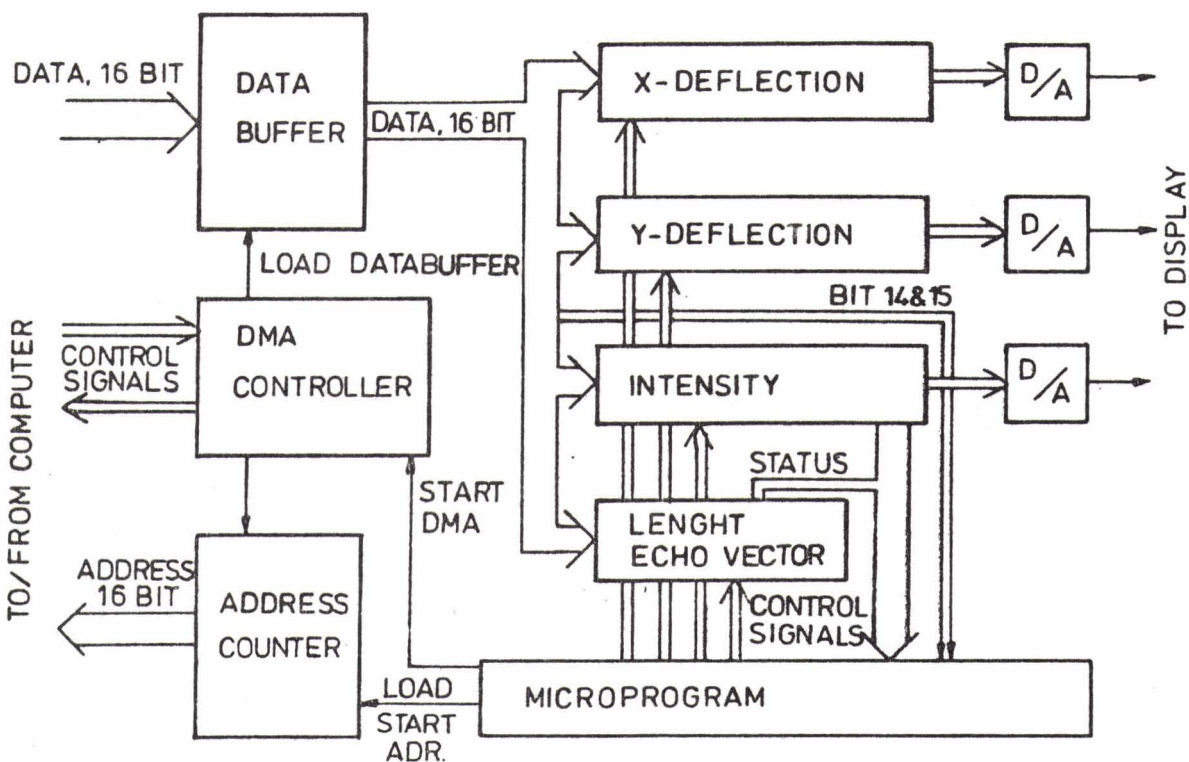 DATA, 16 BIT
DATA
BUFFER
DATA, 16 BIT
X-DEFLECTION
D/A
LOAD DATABUFFER
Y-DEFLECTION
D/A
BIT 14&15
TO DISPLAY
TO/FROM COMPUTER
CONTROL
SIGNALS
DMA
CONTROLLER
INTENSITY
D/A
START
DMA
STATUS
LENGHT
ECHO VECTOR
ADDRESS
16 BIT
ADDRESS
COUNTER
CONTROL
SIGNALS
LOAD
START
ADR.
MICROPROGRAM